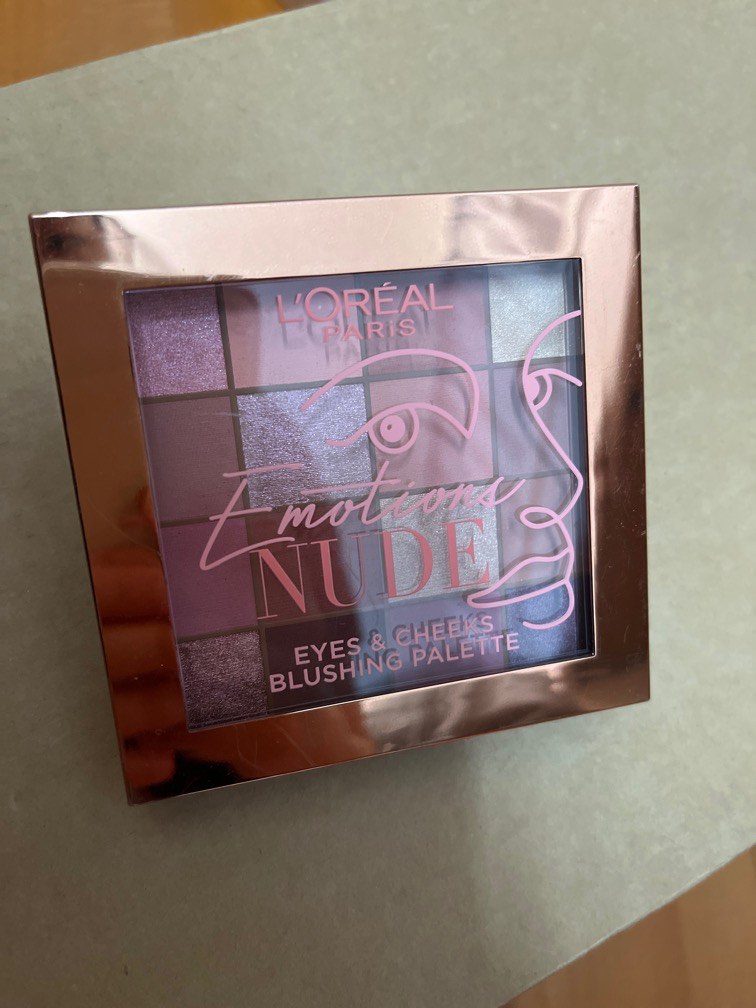 L'ORÉAL
PARIS
Emotions
NUDE
EYES & CHEEKS
BLUSHING PALETTE